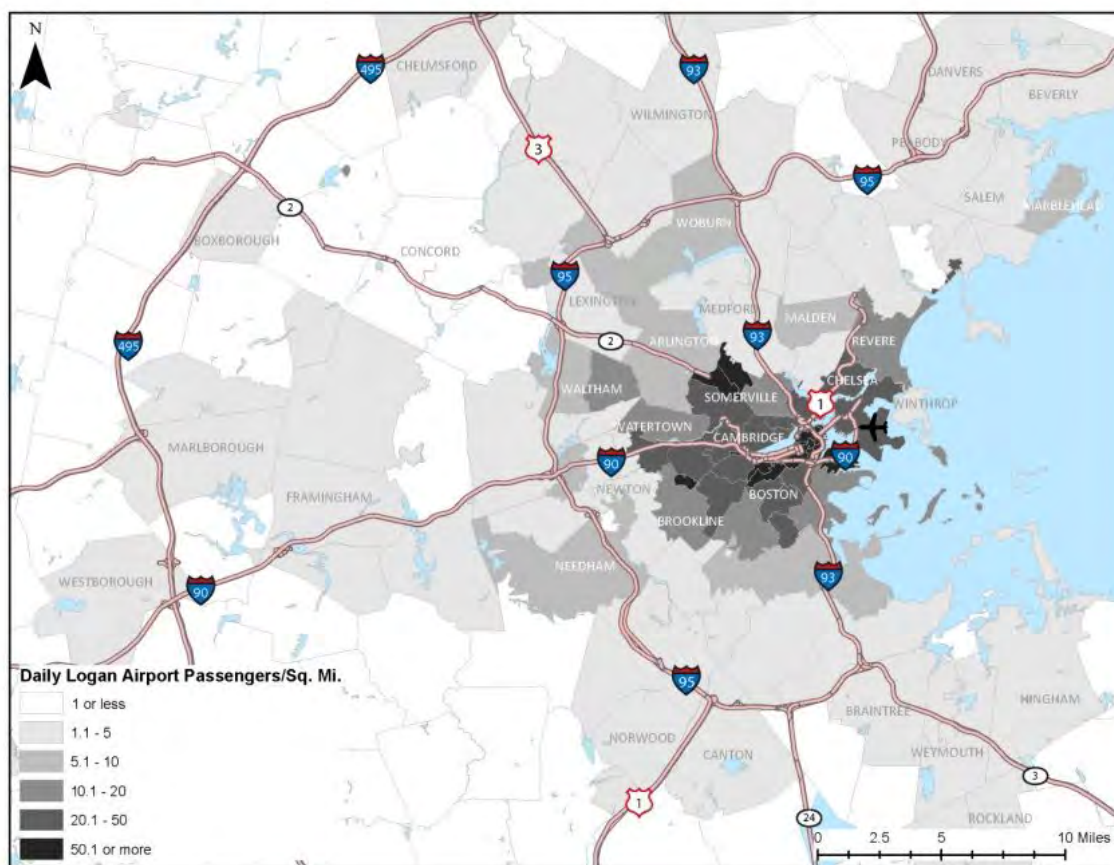 N
495
CHELMSFORD
93
DANVERS
BEVERLY
WILMINGTON
3
PEABODY
95
SALEM
MARBLEHEAD
2
WOBURN
BOXBOROUGH
CONCORD
95
LEXINGTON
MEDFORD
MALDEN
495
2
ARLINGTON
93
REVERE
WALTHAM
SOMERVILLE
CHELSEA
1
WINTHROP
WATERTOWN
CAMBRIDGE
MARLBOROUGH
90
90
FRAMINGHAM
NEWTON
BOSTON
BROOKLINE
NEEDHAM
93
WESTBOROUGH
90
95
Daily Logan Airport Passengers/Sq. Mi.
1 or less
1.1 - 5
5.1 - 10
10.1 - 20
20.1 - 50
50.1 or more
HINGHAM
BRAINTREE
NORWOOD
CANTON
WEYMOUTH
3
1
24
ROCKLAND
0 2.5 5 10 Miles